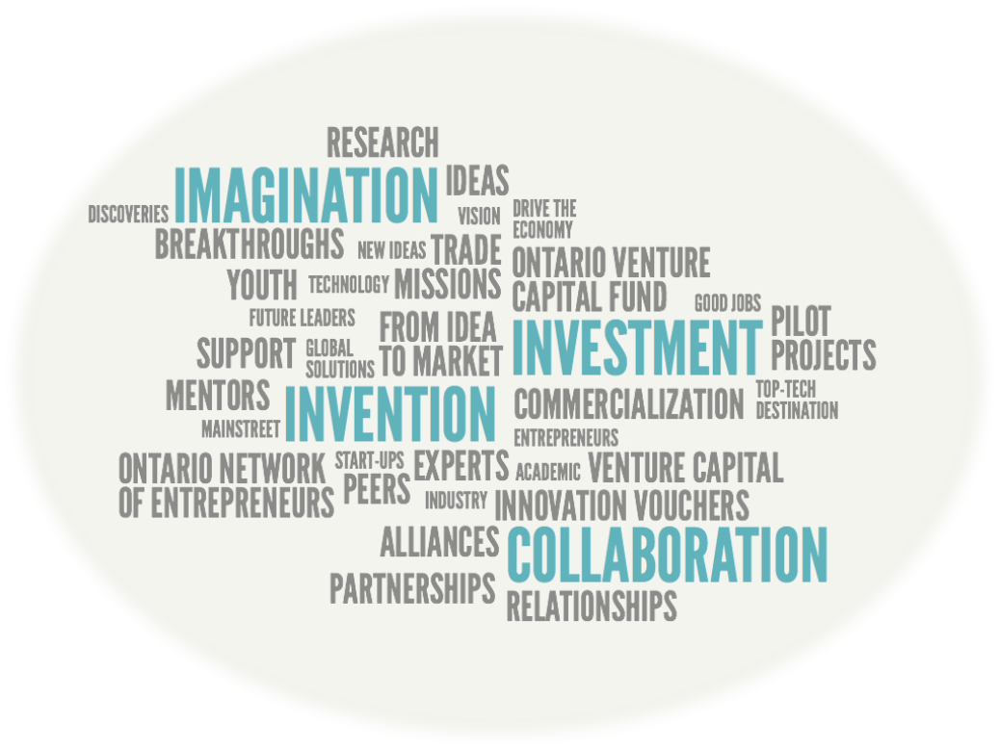 RESEARCH
IMAGINATION
IDEAS
DISCOVERIES
VISION
DRIVE THE
ECONOMY
BREAKTHROUGHS
NEW IDEAS
TRADE
MISSIONS
ONTARIO VENTURE
CAPITAL FUND
YOUTH
TECHNOLOGY
GOOD JOBS
FUTURE LEADERS
FROM IDEA
TO MARKET
INVESTMENT
PILOT
PROJECTS
SUPPORT
GLOBAL
SOLUTIONS
MENTORS
INVENTION
COMMERCIALIZATION
TOP-TECH
DESTINATION
MAINSTREET
ENTREPRENEURS
ONTARIO NETWORK
OF ENTREPRENEURS
START-UPS
PEERS
EXPERTS
ACADEMIC
VENTURE CAPITAL
INDUSTRY
INNOVATION VOUCHERS
ALLIANCES
COLLABORATION
PARTNERSHIPS
RELATIONSHIPS